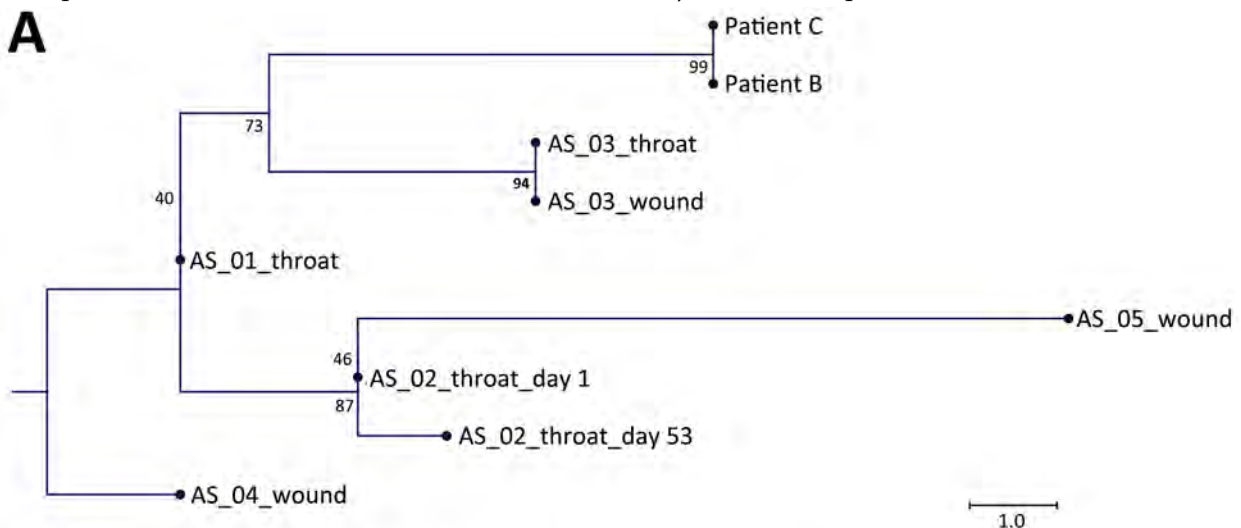 A
Patient C
99
Patient B
73
AS_03_throat
94
AS_03_wound
40
AS_01_throat
AS_05_wound
46
AS_02_throat_day 1
87
AS_02_throat_day 53
AS_04_wound
1.0